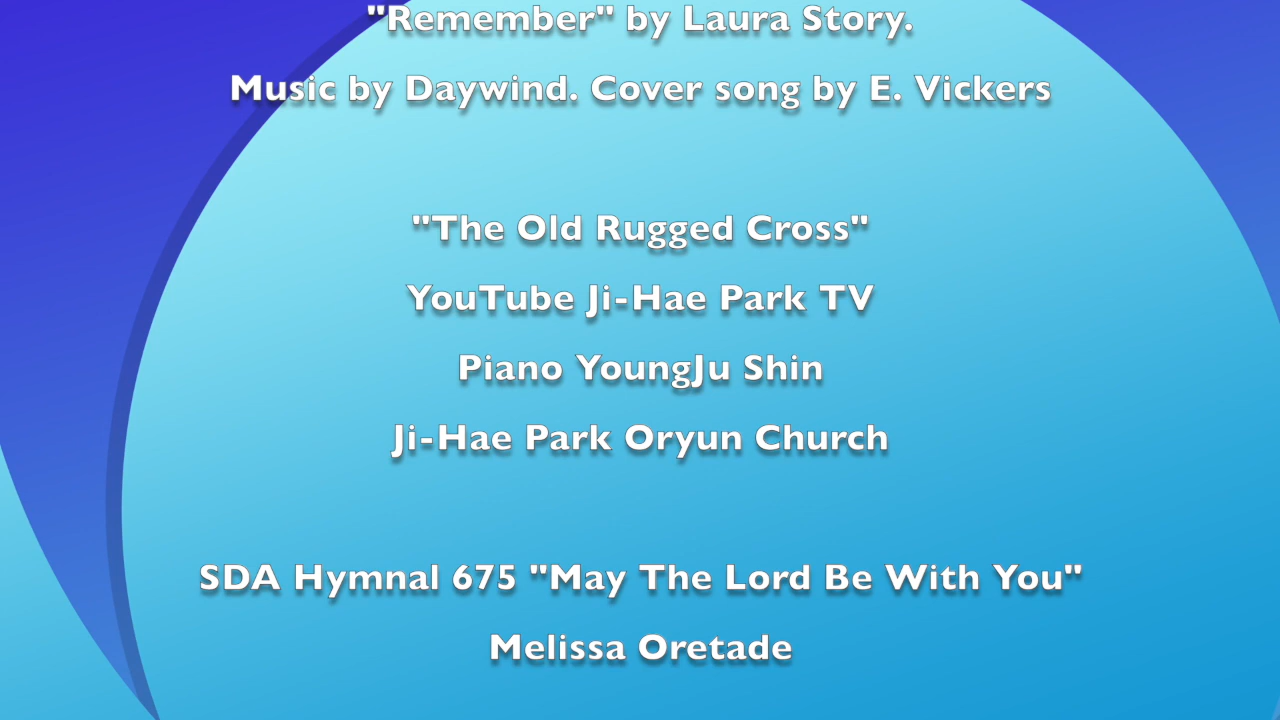 "Remember" by Laura Story.
Music by Daywind. Cover song by E. Vickers
"The Old Rugged Cross"
YouTube Ji-Hae Park TV
Piano YoungJu Shin
Ji-Hae Park Oryun Church
SDA Hymnal 675 "May The Lord Be With You"
Melissa Oretade